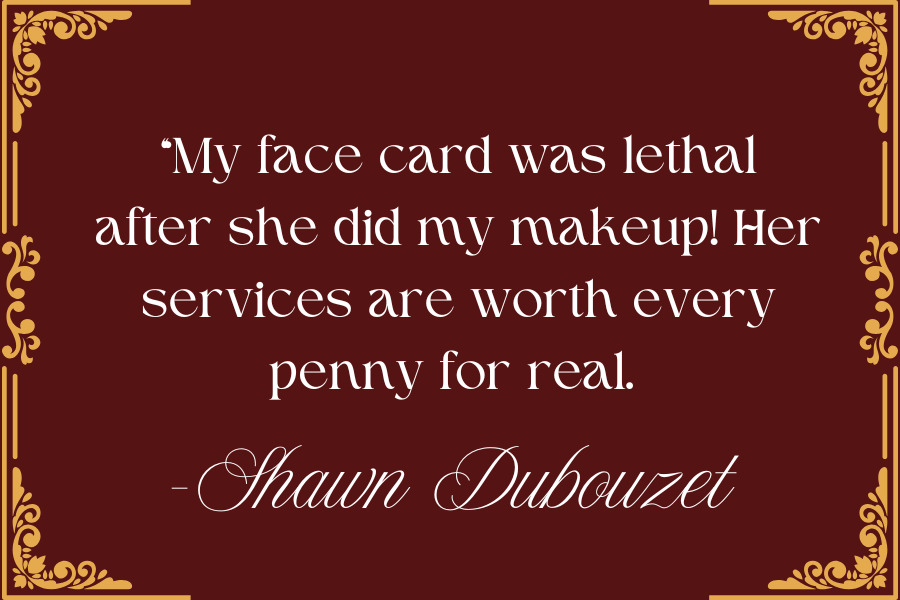 “My face card was lethal
after she did my makeup! Her
services are worth every
penny for real.
-Shawn Dubouzet